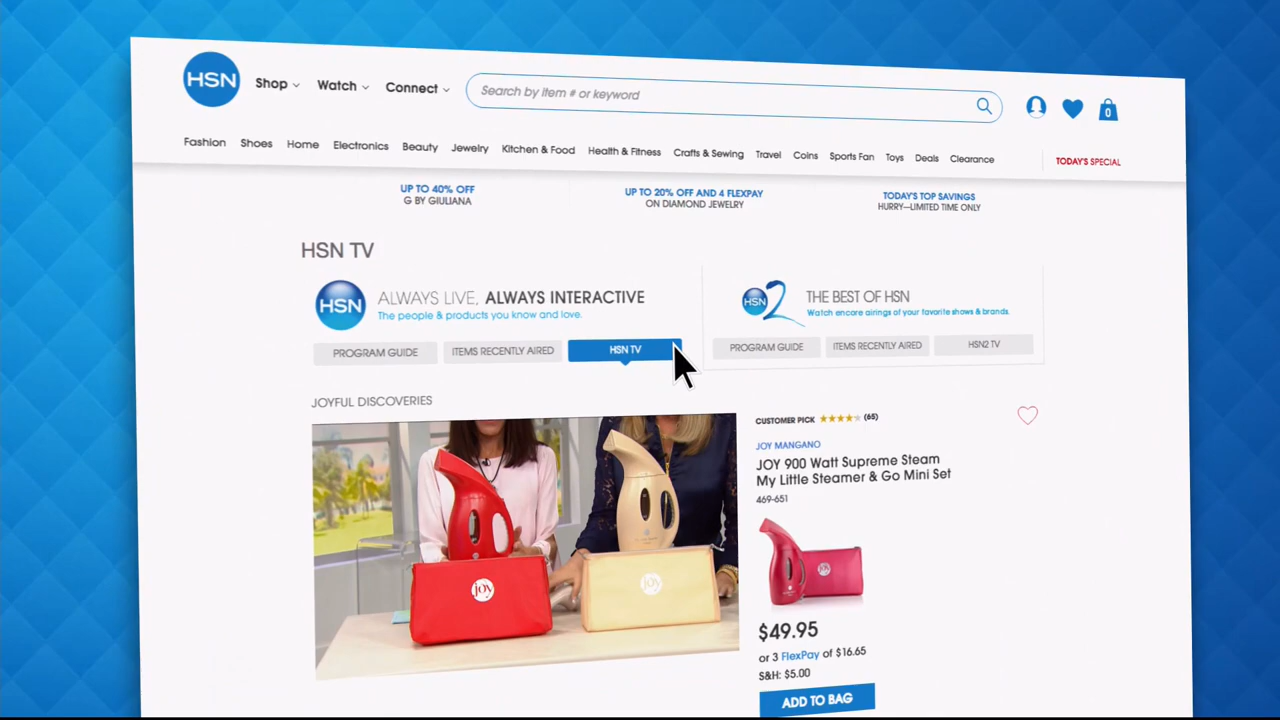 HSN
Shop
Watch
Connect
Search by item # or keyword
0
Fashion
Shoes
Home
Electronics
Beauty
Jewelry
Kitchen & Food
Health & Fitness
Crafts & Sewing
Travel
Coins
Sports Fan
Toys
Deals
Clearance
TODAY'S SPECIAL
UP TO 40% OFF
G BY GIULIANA
UP TO 20% OFF AND 4 FLEXPAY
ON DIAMOND JEWELRY
TODAY'S TOP SAVINGS
HURRY—LIMITED TIME ONLY
HSN TV
HSN
ALWAYS LIVE, ALWAYS INTERACTIVE
The people & products you know and love.
PROGRAM GUIDE
ITEMS RECENTLY AIRED
HSN TV
HSN2
THE BEST OF HSN
Watch encore airings of your favorite shows & brands.
PROGRAM GUIDE
ITEMS RECENTLY AIRED
HSN2 TV
JOYFUL DISCOVERIES
joy
joy
CUSTOMER PICK (65)
JOY MANGANO
JOY 900 Watt Supreme Steam
My Little Steamer & Go Mini Set
469-651
joy
$49.95
or 3 FlexPay of $16.65
S&H: $5.00
ADD TO BAG